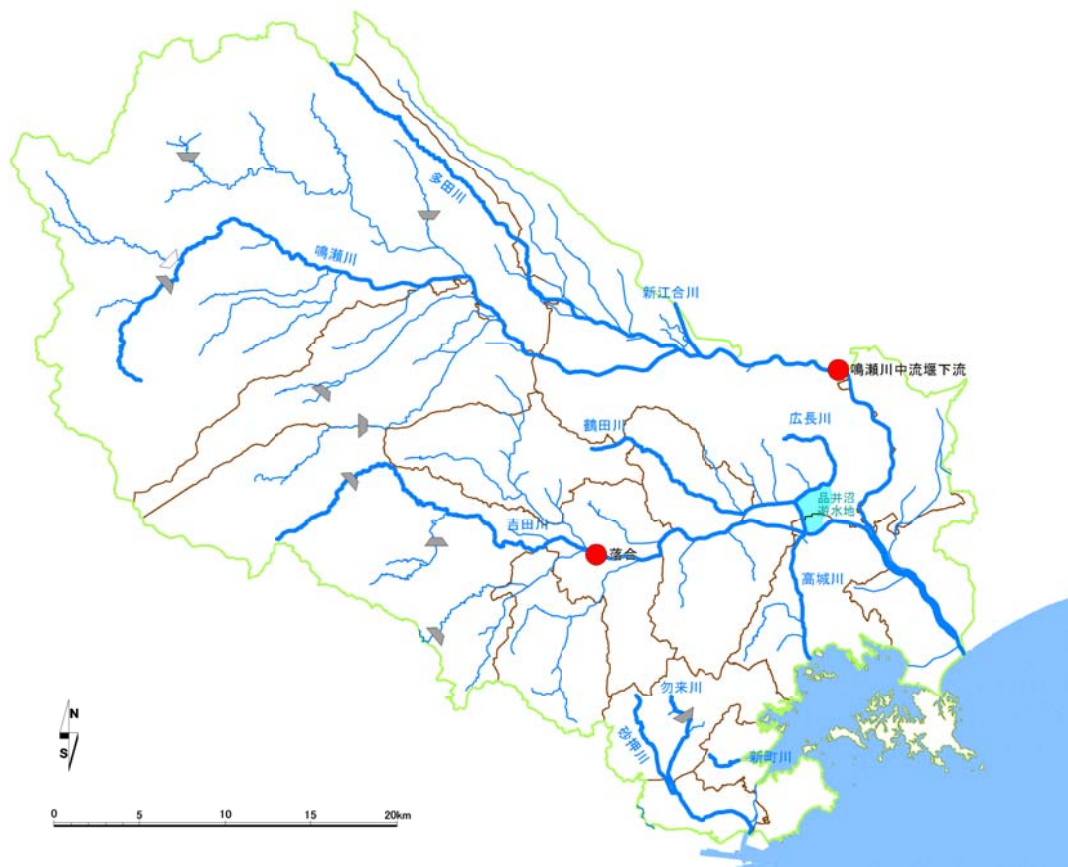 多田川
鳴瀬川
新江合川
鳴瀬川中流堰下流
鶴田川
広長川
品井沼
遊水地
吉田川
落合
高城川
勿来川
砂押川
新町川
N
S
0 5 10 15 20km